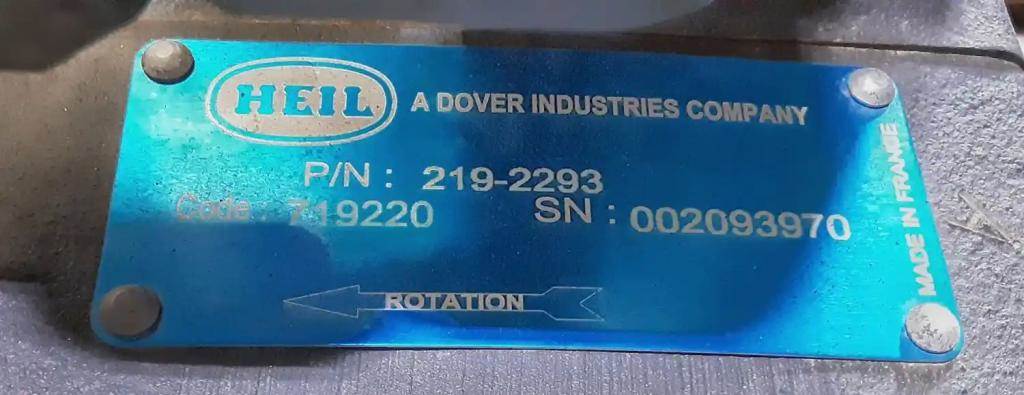 HEIL A DOVER INDUSTRIES COMPANY
P/N : 219-2293
Code : 719220 SN : 002093970
ROTATION
MADE IN FRANCE